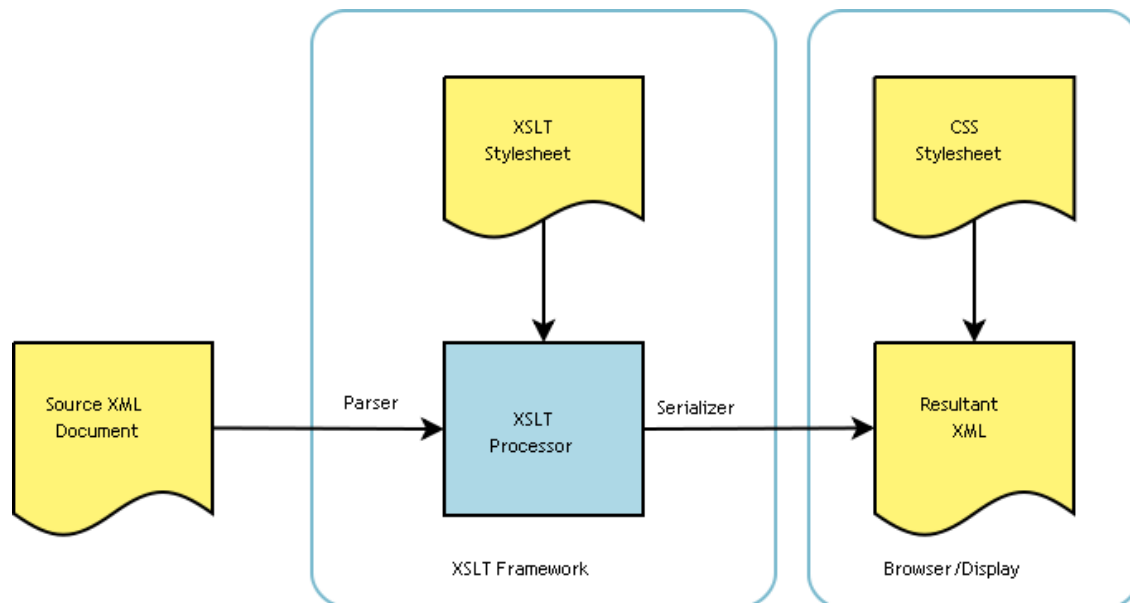 XSLT
Stylesheet
CSS
Stylesheet
Source XML
Document
Parser
XSLT
Processor
Serializer
Resultant
XML
XSLT Framework
Browser/Display